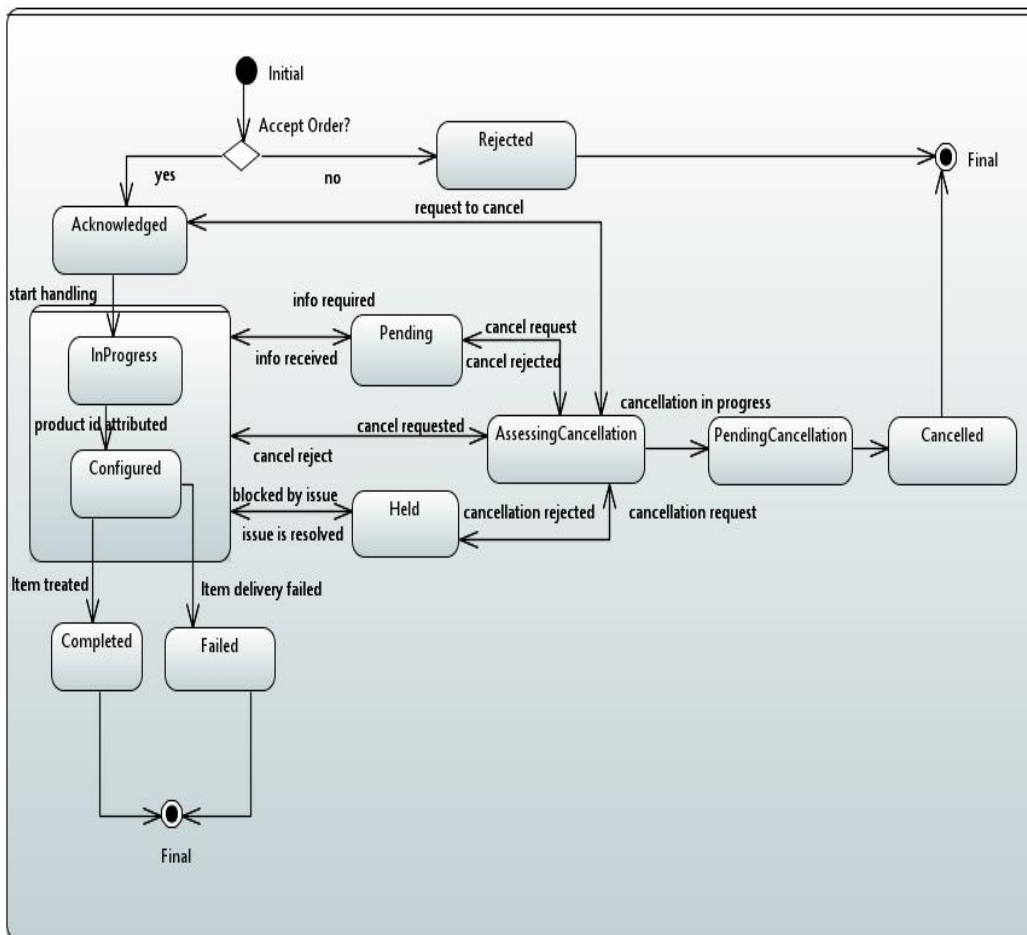 Initial
Accept Order?
Rejected
Final
yes
no
Acknowledged
request to cancel
start handling
info required
Pending
cancel request
InProgress
info received
cancel rejected
product id attributed
cancel requested
cancellation in progress
AssessingCancellation
PendingCancellation
Cancelled
cancel reject
Configured
blocked by issue
Held
cancellation rejected
cancellation request
issue is resolved
Item treated
Item delivery failed
Completed
Failed
Final